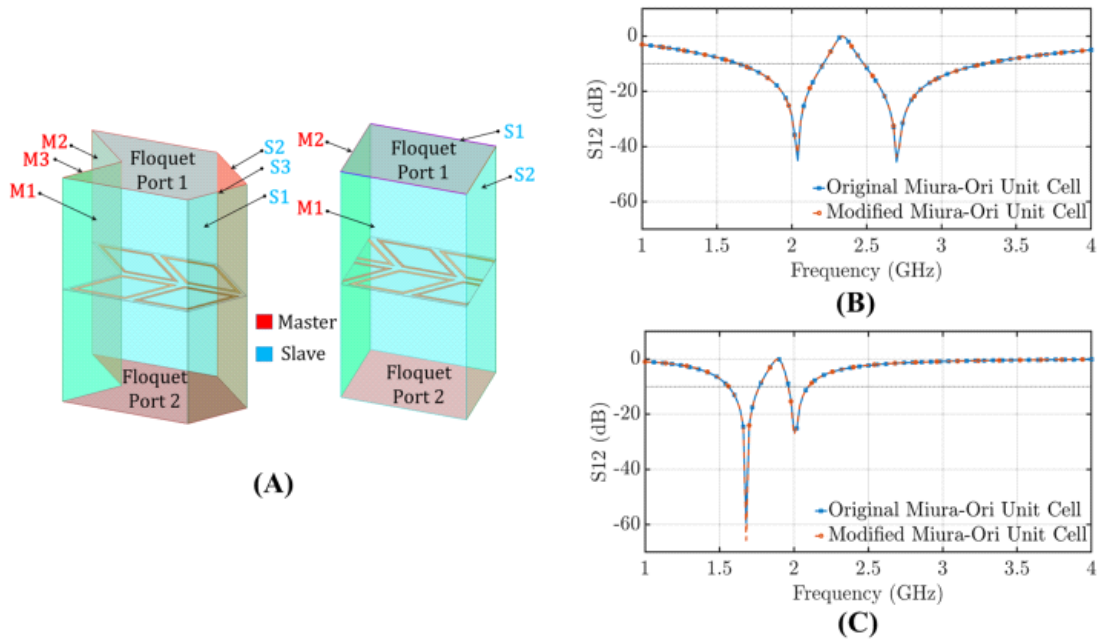 M2
M3
M1
Floquet
Port 1
S2
S3
S1
Floquet
Port 2
Master
Slave
M2
M1
Floquet
Port 1
S1
S2
Floquet
Port 2
(A)
0
-20
-40
-60
S12 (dB)
Original Miura-Ori Unit Cell
Modified Miura-Ori Unit Cell
1 1.5 2 2.5 3 3.5 4
Frequency (GHz)
(B)
0
-20
-40
-60
S12 (dB)
Original Miura-Ori Unit Cell
Modified Miura-Ori Unit Cell
1 1.5 2 2.5 3 3.5 4
Frequency (GHz)
(C)